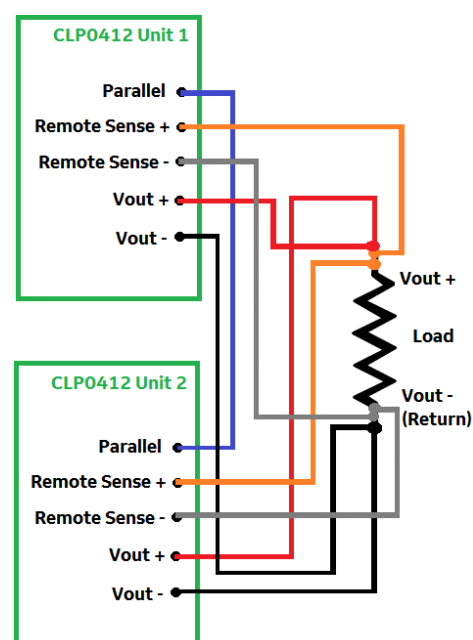 CLP0412 Unit 1
Parallel
Remote Sense +
Remote Sense -
Vout +
Vout -
Vout +
Load
Vout -
(Return)
CLP0412 Unit 2
Parallel
Remote Sense +
Remote Sense -
Vout +
Vout -